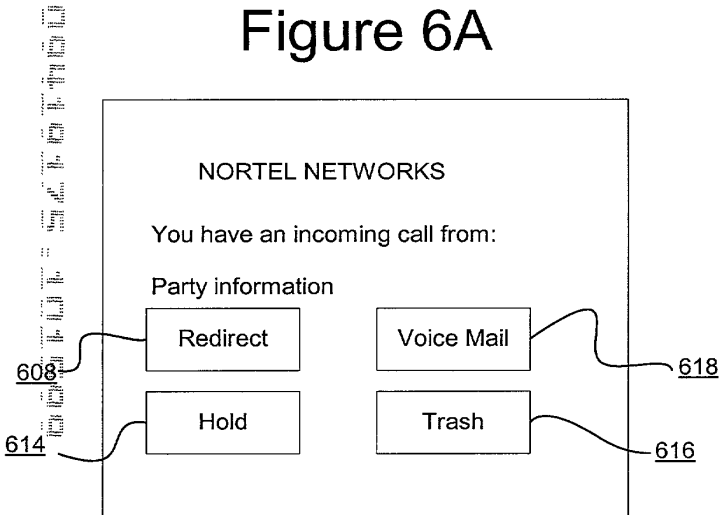 Figure 6A
NORTEL NETWORKS
You have an incoming call from:
Party information
Redirect
Voice Mail
608
618
Hold
Trash
614
616